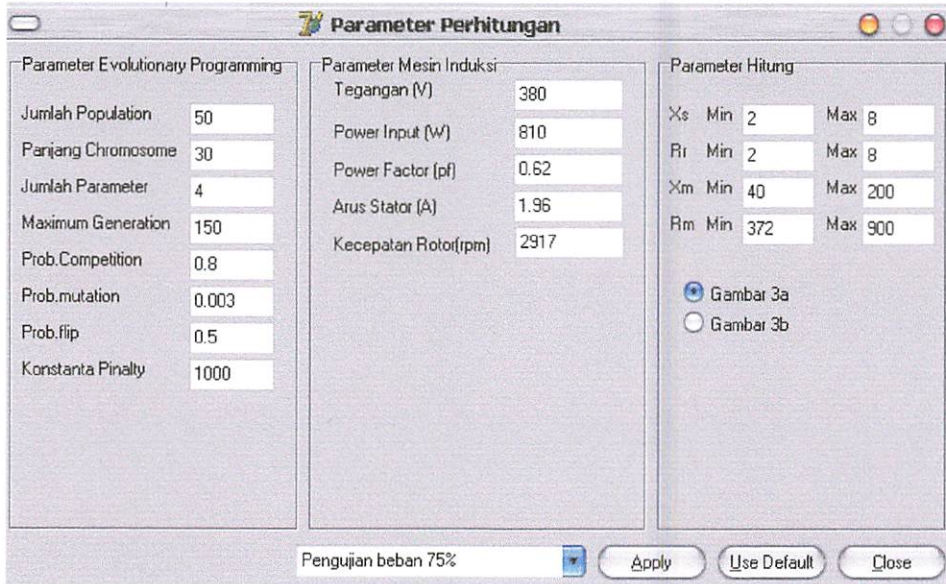 Parameter Perhitungan
Parameter Evolutionary Programming
Jumlah Population 50
Panjang Chromosome 30
Jumlah Parameter 4
Maximum Generation 150
Prob.Competition 0.8
Prob.mutation 0.003
Prob.flip 0.5
Konstanta Pinalty 1000
Parameter Mesin Induksi
Tegangan (V) 380
Power Input (W) 810
Power Factor (pf) 0.62
Arus Stator (A) 1.96
Kecepatan Rotor(rpm) 2917
Parameter Hitung
Xs Min 2 Max 8
Rr Min 2 Max 8
Xm Min 40 Max 200
Rm Min 372 Max 900
Gambar 3a
Gambar 3b
Pengujian beban 75% Apply Use Default Close